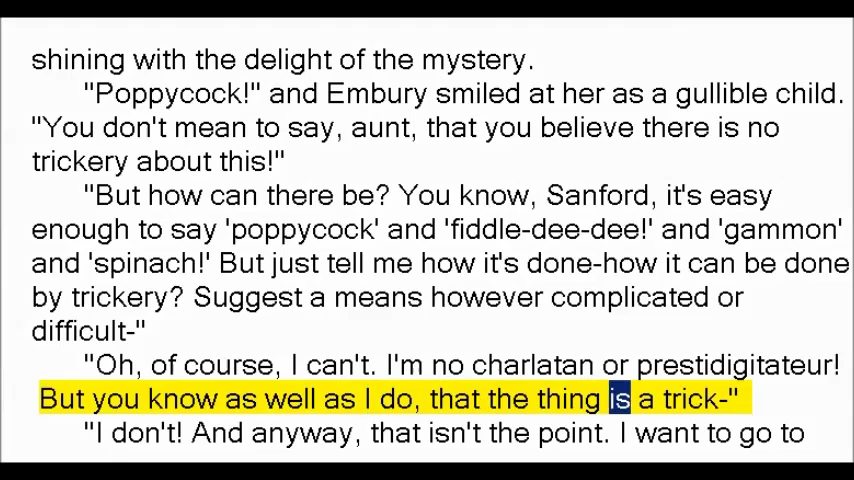 shining with the delight of the mystery.
"Poppycock!" and Embury smiled at her as a gullible child.
"You don't mean to say, aunt, that you believe there is no
trickery about this!"
"But how can there be? You know, Sanford, it's easy
enough to say 'poppycock' and 'fiddle-dee-dee!' and 'gammon'
and 'spinach!' But just tell me how it's done-how it can be done
by trickery? Suggest a means however complicated or
difficult-"
"Oh, of course, I can't. I'm no charlatan or prestidigitateur!
But you know as well as I do, that the thing is a trick-"
"I don't! And anyway, that isn't the point. I want to go to